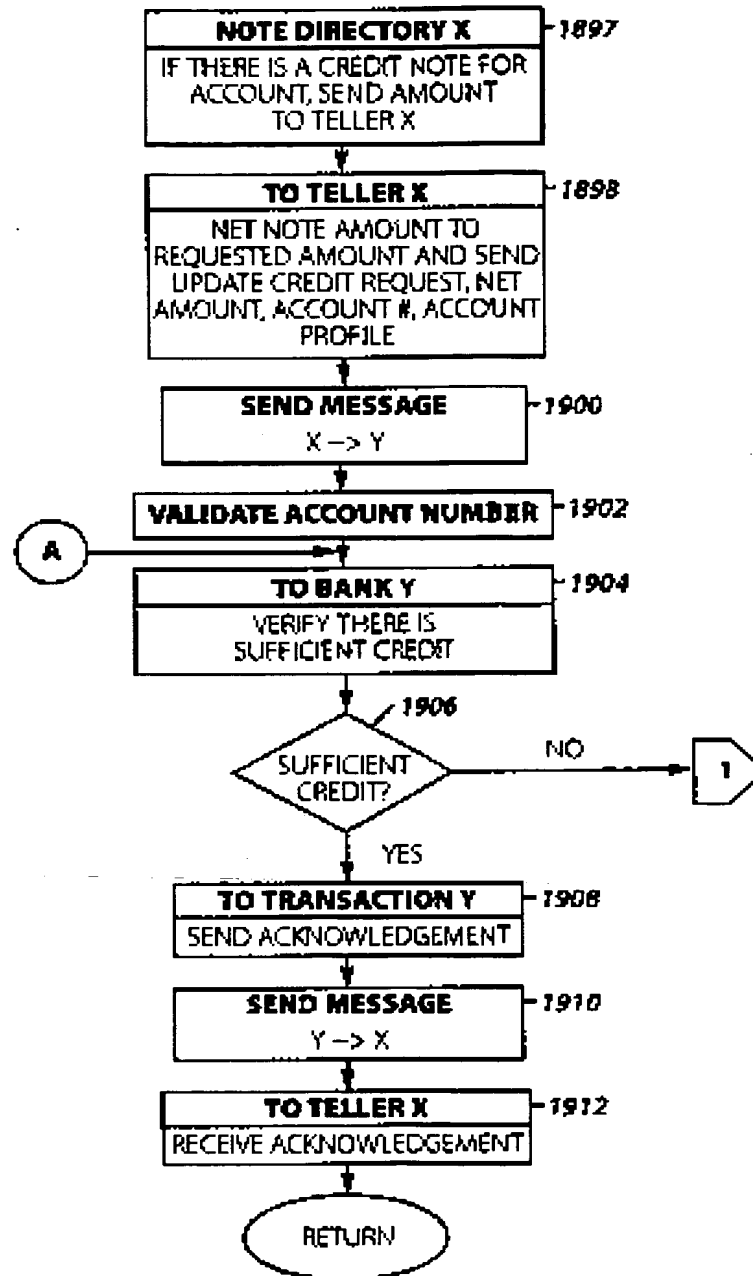 NOTE DIRECTORY X
1897
IF THERE IS A CREDIT NOTE FOR
ACCOUNT, SEND AMOUNT
TO TELLER X
TO TELLER X
1898
NET NOTE AMOUNT TO
REQUESTED AMOUNT AND SEND
UPDATE CREDIT REQUEST, NET
AMOUNT, ACCOUNT #, ACCOUNT
PROFILE
SEND MESSAGE
1900
X —> Y
VALIDATE ACCOUNT NUMBER
1902
A
TO BANK Y
1904
VERIFY THERE IS
SUFFICIENT CREDIT
1906
SUFFICIENT
CREDIT?
NO
1
YES
TO TRANSACTION Y
1908
SEND ACKNOWLEDGEMENT
SEND MESSAGE
1910
Y —> X
TO TELLER X
1912
RECEIVE ACKNOWLEDGEMENT
RETURN